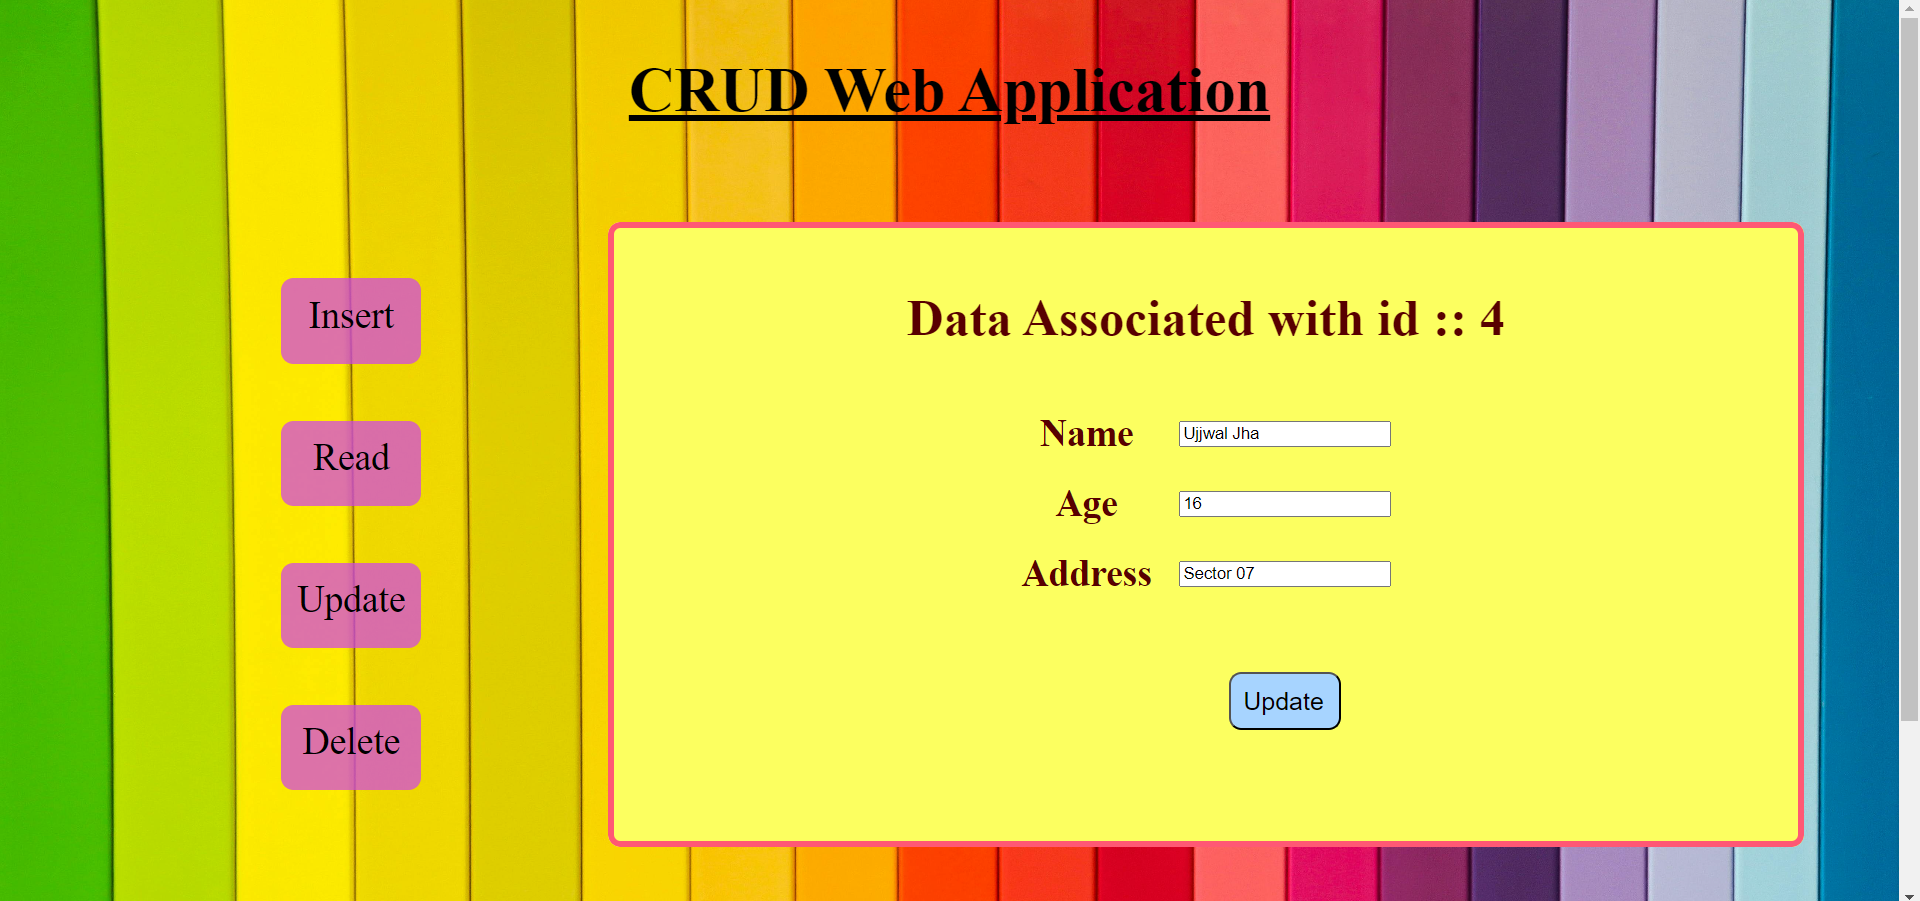 CRUD Web Application
Insert
Read
Update
Delete
Data Associated with id :: 4
Name Ujjwal Jha
Age 16
Address Sector 07
Update